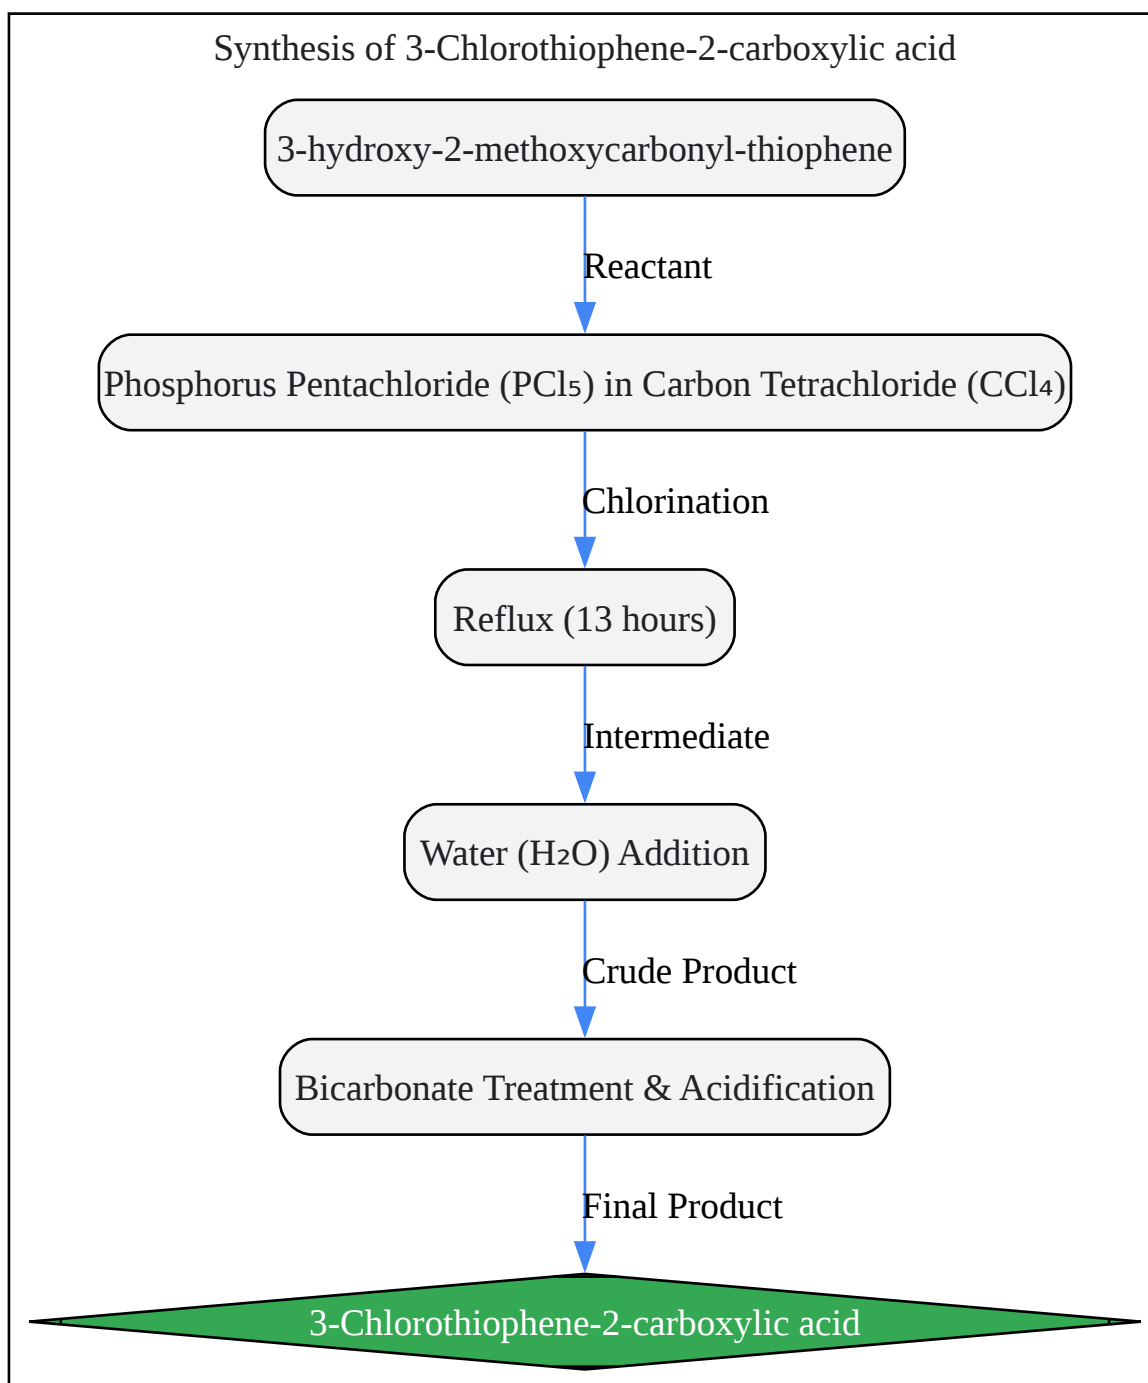 Synthesis of 3-Chlorothiophene-2-carboxylic acid
3-hydroxy-2-methoxycarbonyl-thiophene
Reactant
Phosphorus Pentachloride (PCl₅) in Carbon Tetrachloride (CCl₄)
Chlorination
Reflux (13 hours)
Intermediate
Water (H₂O) Addition
Crude Product
Bicarbonate Treatment & Acidification
Final Product
3-Chlorothiophene-2-carboxylic acid